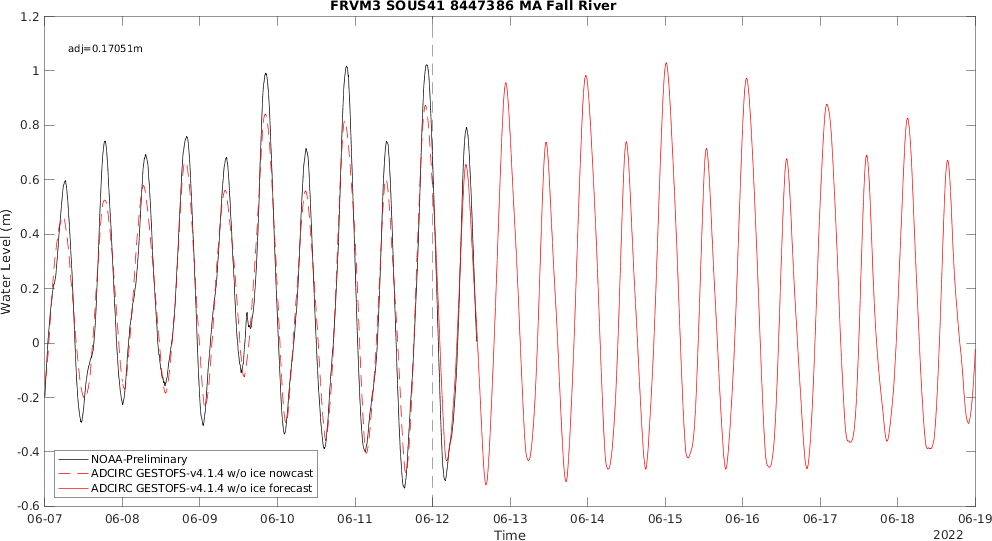 FRVM3 SOUS41 8447386 MA Fall River
adj=0.17051m
Water Level (m)
1.2
1
0.8
0.6
0.4
0.2
0
-0.2
-0.4
-0.6
NOAA-Preliminary
ADCIRC GESTOFS-v4.1.4 w/o ice nowcast
ADCIRC GESTOFS-v4.1.4 w/o ice forecast
06-07 06-08 06-09 06-10 06-11 06-12 06-13 06-14 06-15 06-16 06-17 06-18 06-19
Time
2022